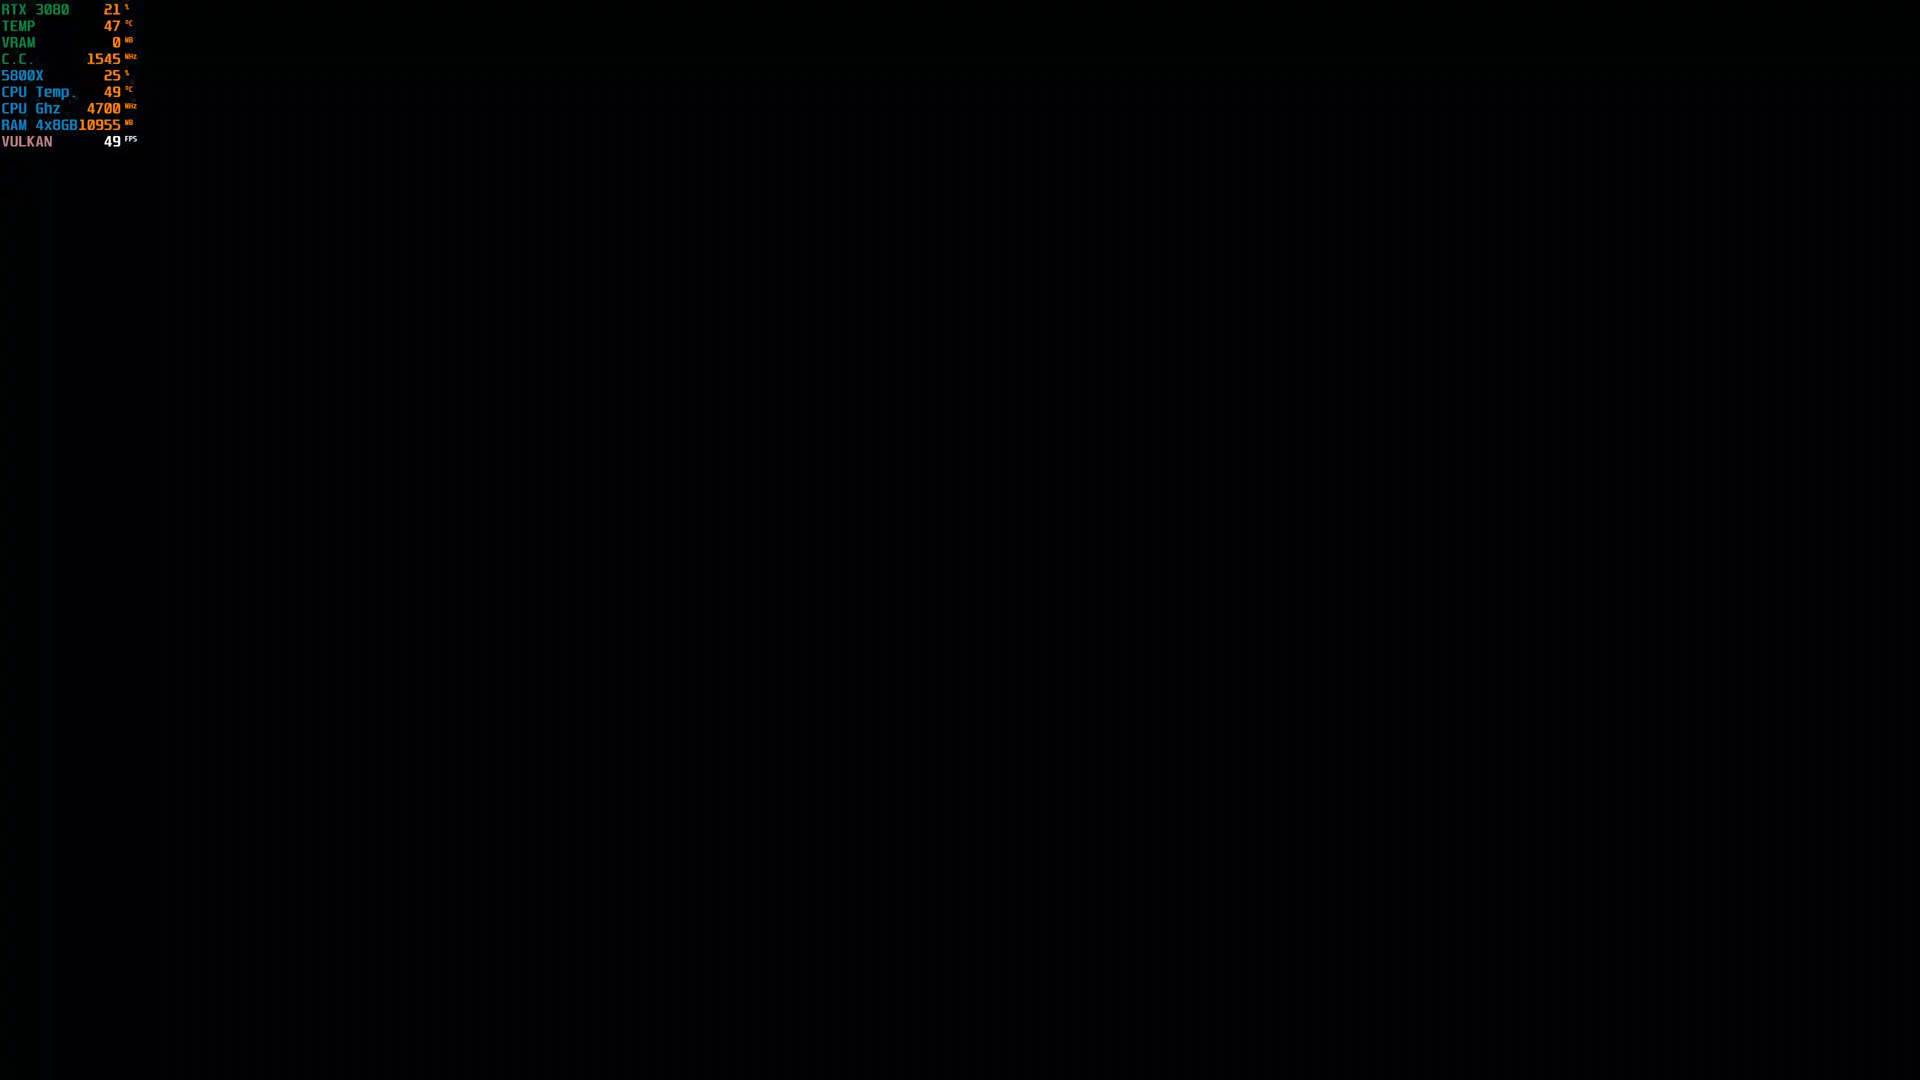 RTX 3080 21 %
TEMP 47 °C
VRAM 0 MB
C.C. 1545 MHz
5800X 25 %
CPU Temp. 49 °C
CPU Ghz 4700 MHz
RAM 4x8GB 10955 MB
VULKAN 49 FPS